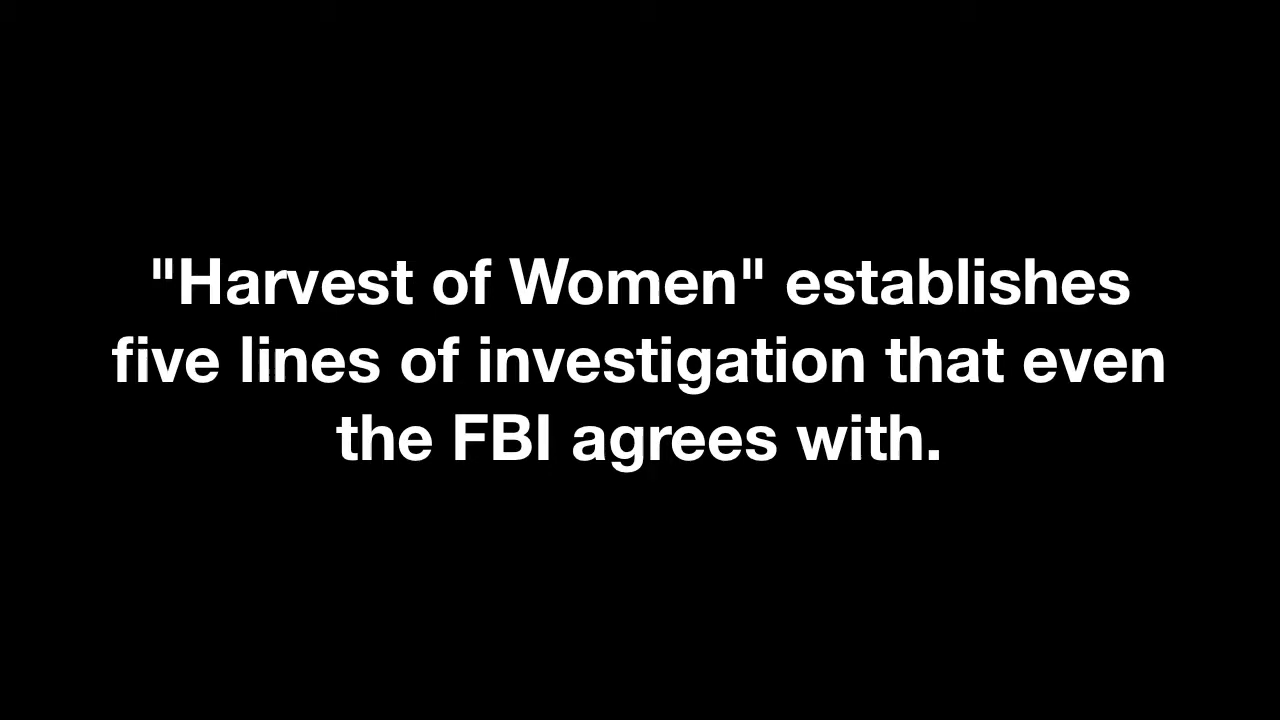 "Harvest of Women" establishes
five lines of investigation that even
the FBI agrees with.